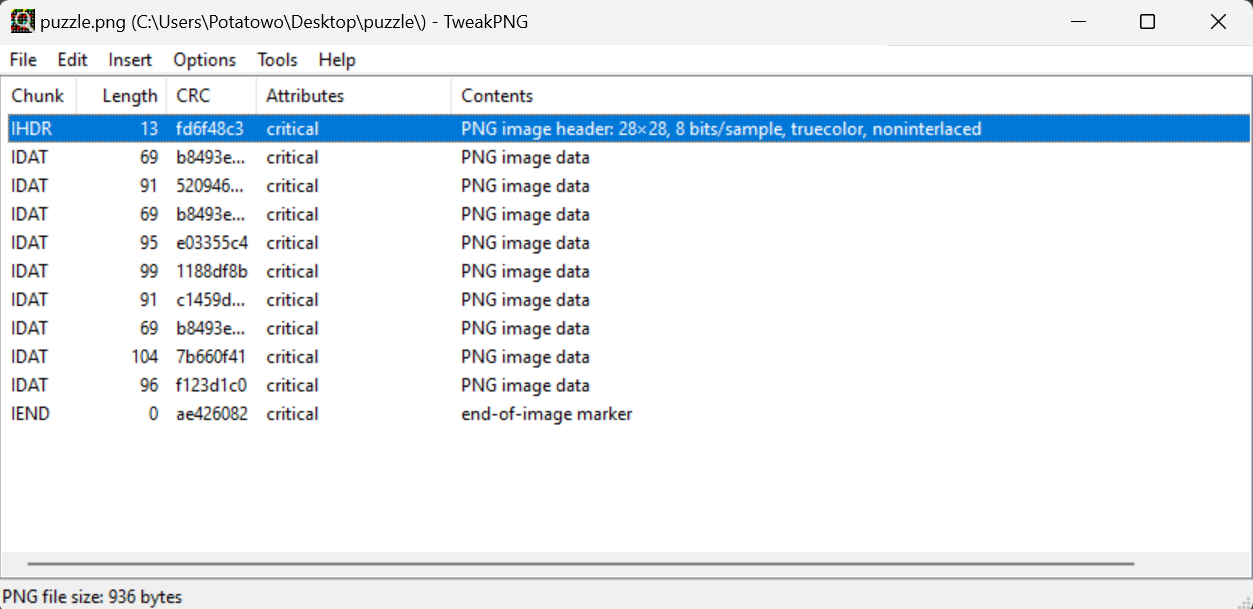 puzzle.png (C:\Users\Potatowo\Desktop\puzzle\) - TweakPNG
File Edit Insert Options Tools Help
Chunk Length CRC Attributes Contents
IHDR 13 fd6f48c3 critical PNG image header: 28×28, 8 bits/sample, truecolor, noninterlaced
IDAT 69 b8493e... critical PNG image data
IDAT 91 520946... critical PNG image data
IDAT 69 b8493e... critical PNG image data
IDAT 95 e03355c4 critical PNG image data
IDAT 99 1188df8b critical PNG image data
IDAT 91 c1459d... critical PNG image data
IDAT 69 b8493e... critical PNG image data
IDAT 104 7b660f41 critical PNG image data
IDAT 96 f123d1c0 critical PNG image data
IEND 0 ae426082 critical end-of-image marker
PNG file size: 936 bytes